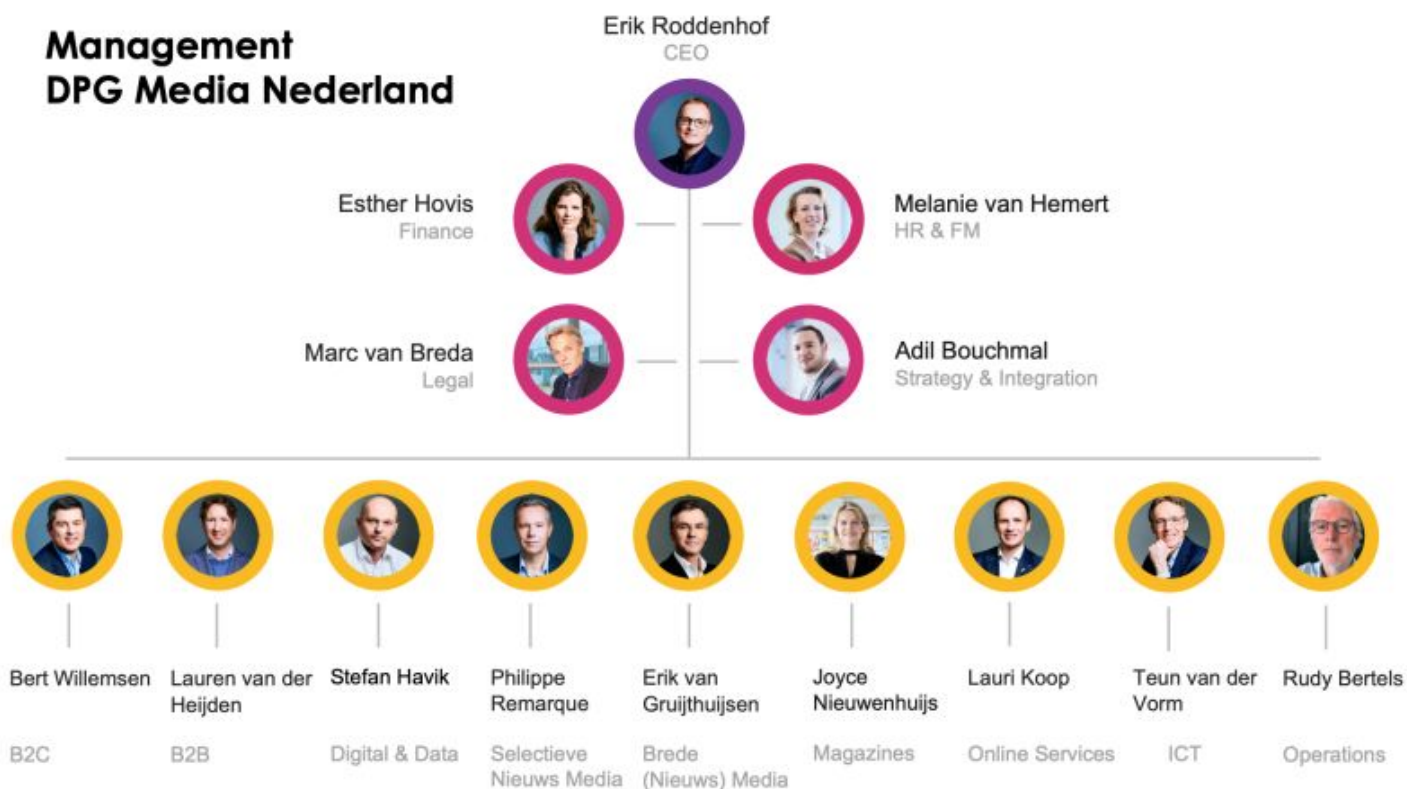 Management
DPG Media Nederland
Erik Roddenhof
CEO
Esther Hovis
Finance
Melanie van Hemert
HR & FM
Marc van Breda
Legal
Adil Bouchmal
Strategy & Integration
Bert Willemsen
B2C
Lauren van der
Heijden
B2B
Stefan Havik
Digital & Data
Philippe
Remarque
Selectieve
Nieuws Media
Erik van
Gruijthuijsen
Brede
(Nieuws) Media
Joyce
Nieuwenhuijs
Magazines
Lauri Koop
Online Services
Teun van der
Vorm
ICT
Rudy Bertels
Operations